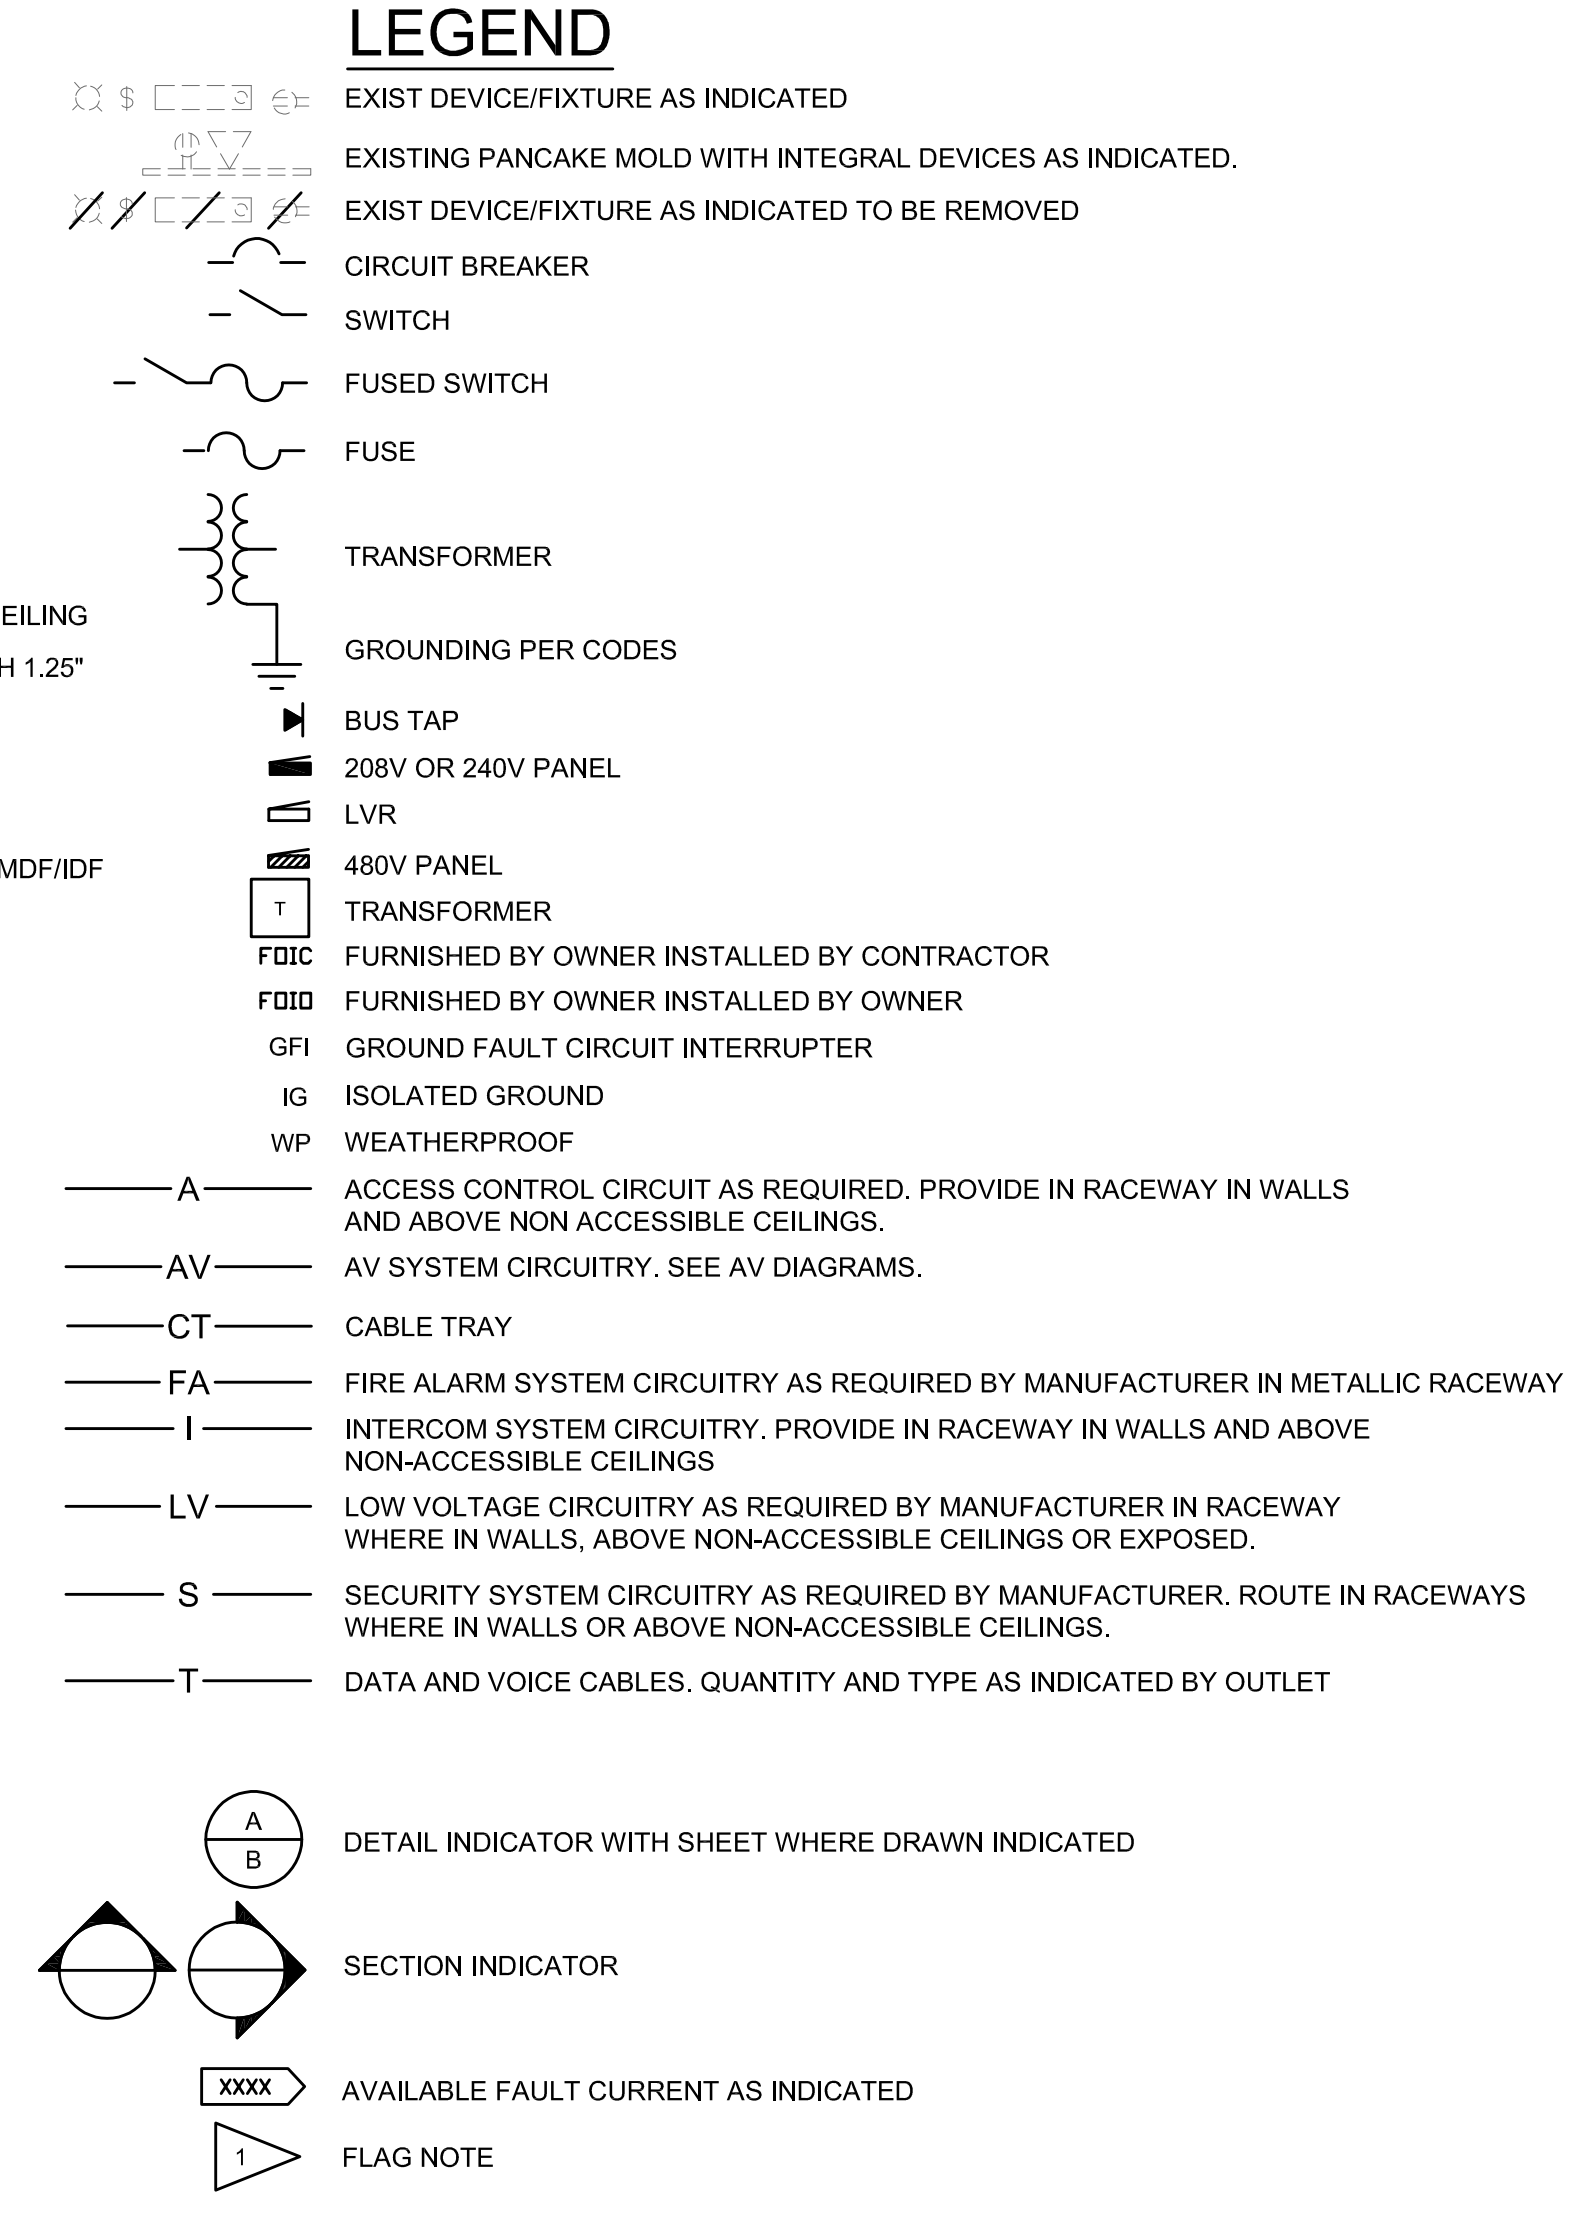 LEGEND
$ EXIST DEVICE/FIXTURE AS INDICATED
EXISTING PANCAKE MOLD WITH INTEGRAL DEVICES AS INDICATED.
$ EXIST DEVICE/FIXTURE AS INDICATED TO BE REMOVED
CIRCUIT BREAKER
SWITCH
FUSED SWITCH
FUSE
TRANSFORMER
EILING
GROUNDING PER CODES
H 1.25"
BUS TAP
208V OR 240V PANEL
LVR
MDF/IDF
480V PANEL
T TRANSFORMER
FOIC FURNISHED BY OWNER INSTALLED BY CONTRACTOR
FOIO FURNISHED BY OWNER INSTALLED BY OWNER
GFI GROUND FAULT CIRCUIT INTERRUPTER
IG ISOLATED GROUND
WP WEATHERPROOF
A ACCESS CONTROL CIRCUIT AS REQUIRED. PROVIDE IN RACEWAY IN WALLS
AND ABOVE NON ACCESSIBLE CEILINGS.
AV AV SYSTEM CIRCUITRY. SEE AV DIAGRAMS.
CT CABLE TRAY
FA FIRE ALARM SYSTEM CIRCUITRY AS REQUIRED BY MANUFACTURER IN METALLIC RACEWAY
I INTERCOM SYSTEM CIRCUITRY. PROVIDE IN RACEWAY IN WALLS AND ABOVE
NON-ACCESSIBLE CEILINGS
LV LOW VOLTAGE CIRCUITRY AS REQUIRED BY MANUFACTURER IN RACEWAY
WHERE IN WALLS, ABOVE NON-ACCESSIBLE CEILINGS OR EXPOSED.
S SECURITY SYSTEM CIRCUITRY AS REQUIRED BY MANUFACTURER. ROUTE IN RACEWAYS
WHERE IN WALLS OR ABOVE NON-ACCESSIBLE CEILINGS.
T DATA AND VOICE CABLES. QUANTITY AND TYPE AS INDICATED BY OUTLET
A
B
DETAIL INDICATOR WITH SHEET WHERE DRAWN INDICATED
SECTION INDICATOR
XXXX AVAILABLE FAULT CURRENT AS INDICATED
1 FLAG NOTE